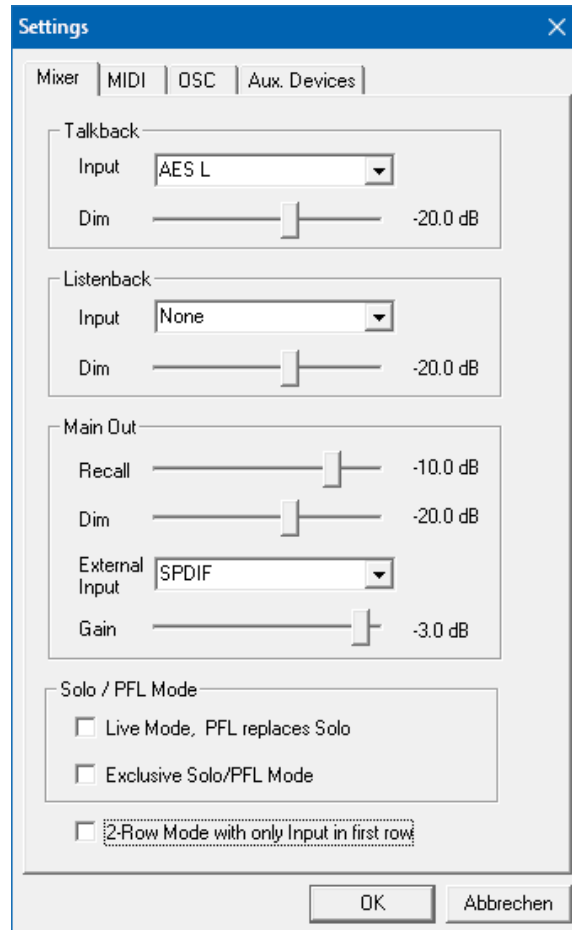 Settings
Mixer MIDI OSC Aux. Devices
Talkback
Input AES L
Dim -20.0 dB
Listenback
Input None
Dim -20.0 dB
Main Out
Recall -10.0 dB
Dim -20.0 dB
External
Input SPDIF
Gain -3.0 dB
Solo / PFL Mode
Live Mode, PFL replaces Solo
Exclusive Solo/PFL Mode
2-Row Mode with only Input in first row
OK Abbrechen